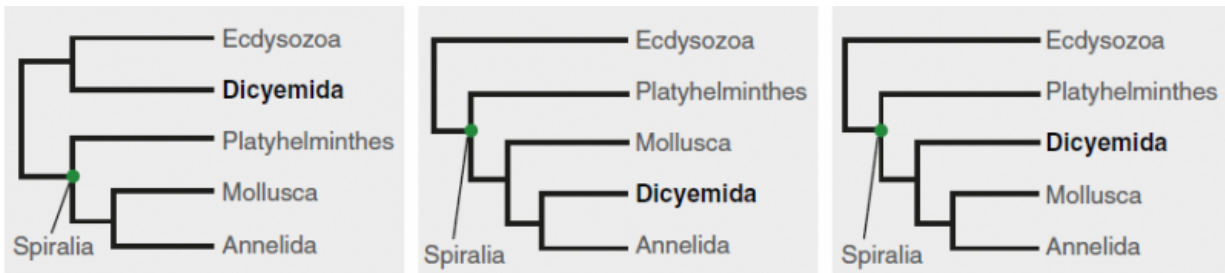 Ecdysozoa
Dicyemida
Platyhelminthes
Mollusca
Annelida
Spiralia
Ecdysozoa
Platyhelminthes
Mollusca
Dicyemida
Annelida
Spiralia
Ecdysozoa
Platyhelminthes
Dicyemida
Mollusca
Annelida
Spiralia